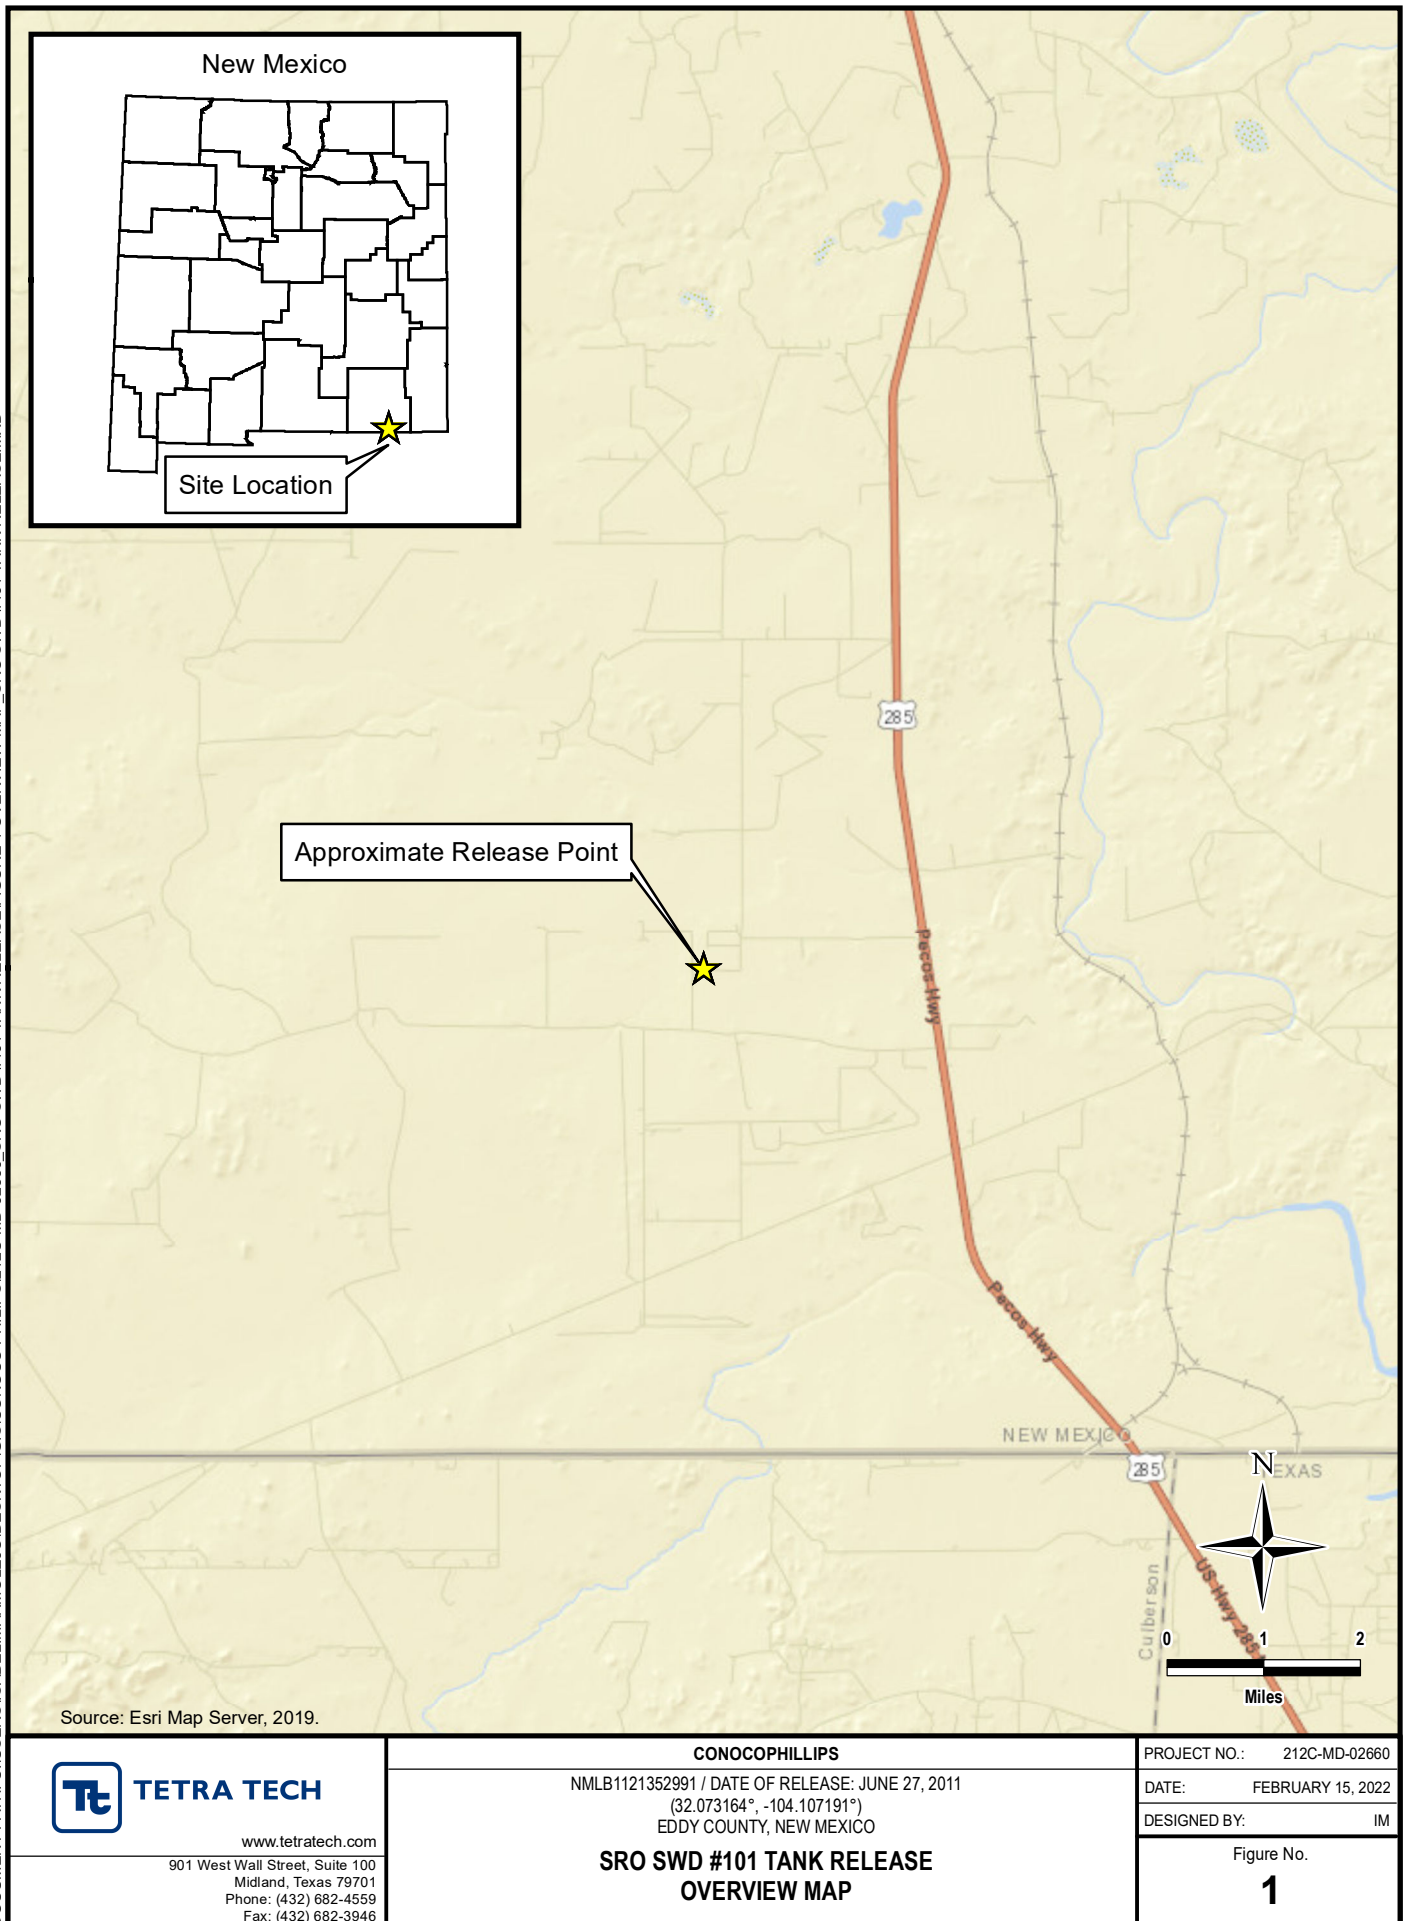 New Mexico
Site Location
285
Approximate Release Point
Pecos Hwy
Pecos Hwy
NEW MEXICO
285
N
Culberson
US Hwy 285
0 1 2
Miles
Source: Esri Map Server, 2019.
Tt TETRA TECH
www.tetratech.com
901 West Wall Street, Suite 100
Midland, Texas 79701
Phone: (432) 682-4559
Fax: (432) 682-3946
CONOCOPHILLIPS
NMLB1121352991 / DATE OF RELEASE: JUNE 27, 2011
(32.073164°, -104.107191°)
EDDY COUNTY, NEW MEXICO
SRO SWD #101 TANK RELEASE
OVERVIEW MAP
PROJECT NO.: 212C-MD-02660
DATE: FEBRUARY 15, 2022
DESIGNED BY: IM
Figure No.
1